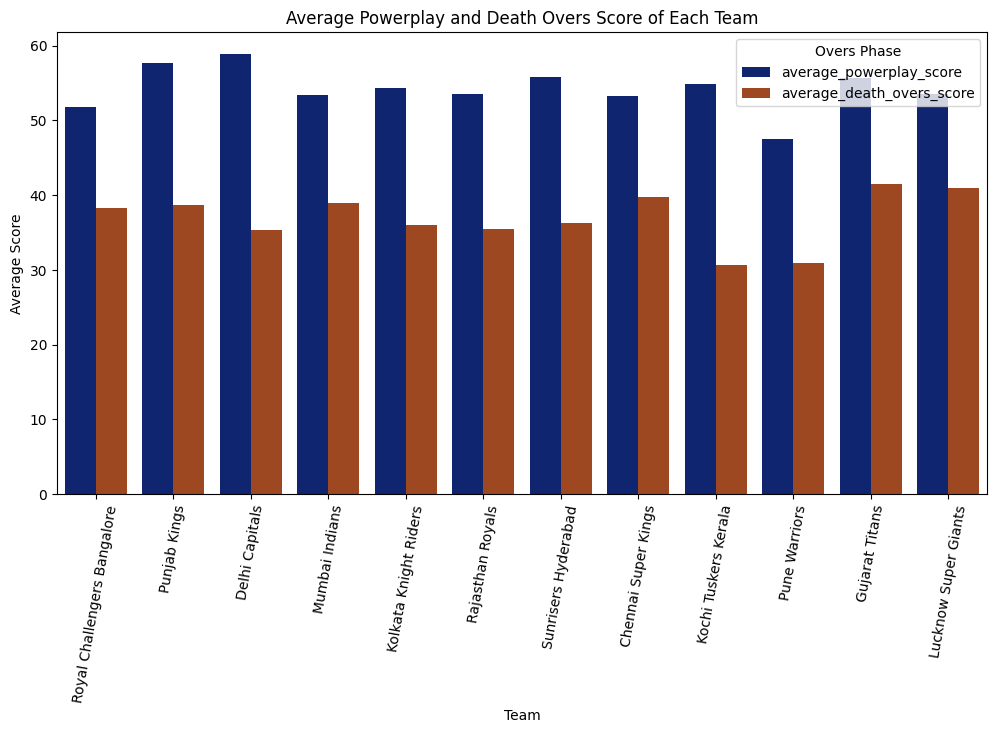 Average Powerplay and Death Overs Score of Each Team
Overs Phase
average_powerplay_score
average_death_overs_score
Average Score
60
50
40
30
20
10
0
Royal Challengers Bangalore
Punjab Kings
Delhi Capitals
Mumbai Indians
Kolkata Knight Riders
Rajasthan Royals
Sunrisers Hyderabad
Chennai Super Kings
Kochi Tuskers Kerala
Pune Warriors
Gujarat Titans
Lucknow Super Giants
Team